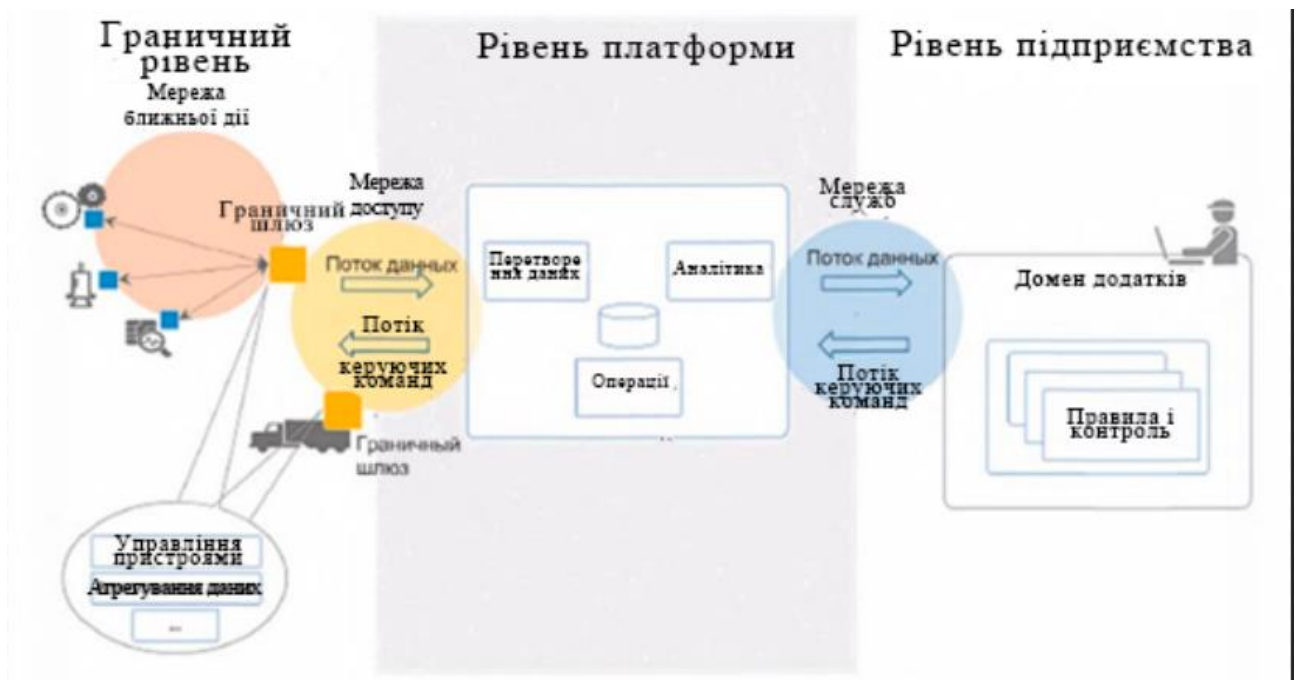 Граничний
рівень
Рівень платформи
Рівень підприємства
Мережа
ближньої дії
Граничний
шлюз
Мережа
доступу
Поток данных
Потік
керуючих
команд
Граничный
шлюз
Управління
пристроями
Агрегування даних
...
Перетворе
ння даних
Аналітика
Операції
Мережа
служб
Поток данных
Потік
керуючих
команд
Домен додатків
Правила і
контроль